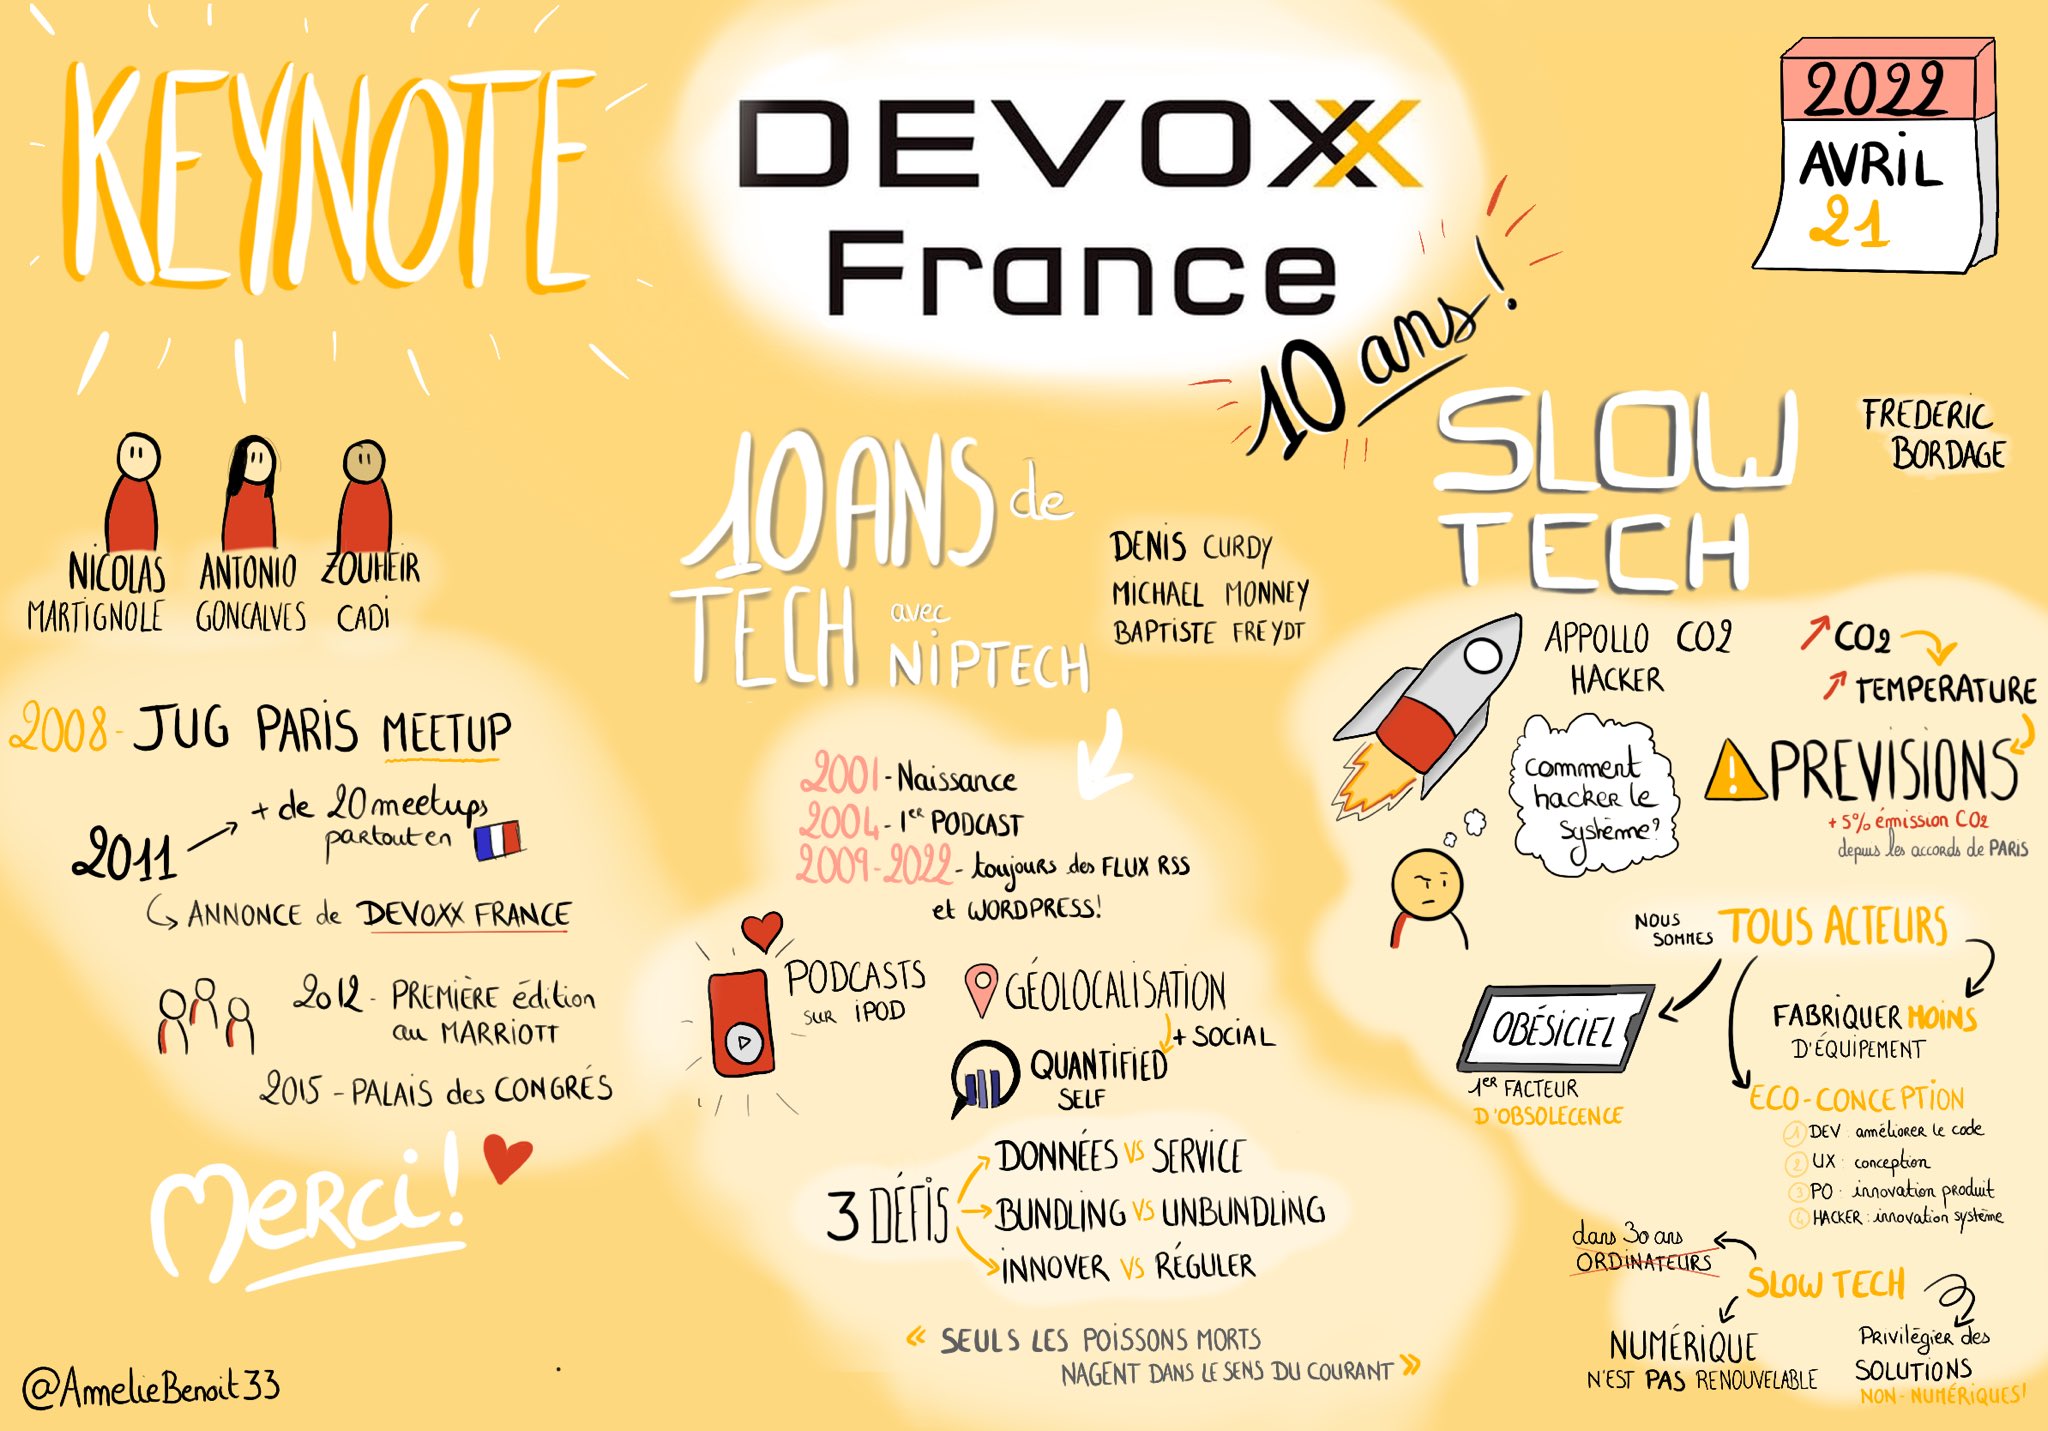 KEYNOTE
DEVOXX
France
10 ans !
2022
AVRIL
21
NICOLAS
MARTIGNOLE
ANTONIO
GONCALVES
ZOUHEIR
CADI
2008 - JUG PARIS MEETUP
2011
+ de 20 meetups
partout en
ANNONCE de DEVOXX FRANCE
2012 - PREMIÈRE édition
au MARRIOTT
2015 - PALAIS des CONGRÉS
MERCI !
@AmelieBenoit33
10 ANS de
TECH avec
NIPTECH
DENIS CURDY
MICHAEL MONNEY
BAPTISTE FREYDT
2001 - Naissance
2004 - 1er PODCAST
2009-2022 - toujours des FLUX RSS
et WORDPRESS!
PODCASTS
sur iPOD
GÉOLOCALISATION
+ SOCIAL
QUANTIFIED
SELF
3 DÉFIS
DONNÉES VS SERVICE
BUNDLING VS UNBUNDLING
INNOVER VS RÉGULER
« SEULS LES POISSONS MORTS
NAGENT DANS LE SENS DU COURANT »
SLOW
TECH
FREDERIC
BORDAGE
APPOLLO CO2
HACKER
CO2
TEMPERATURE
comment
hacker le
système?
! PREVISIONS
+5% émission CO2
depuis les accords de PARIS
NOUS
SOMMES
TOUS ACTEURS
OBÉSICIEL
1er FACTEUR
D'OBSOLECENCE
FABRIQUER MOINS
D'ÉQUIPEMENT
ECO-CONCEPTION
1 DEV : améliorer le code
2 UX : conception
3 PO : innovation produit
4 HACKER : innovation système
dans 30 ans
ORDINATEURS
SLOW TECH
NUMÉRIQUE
N'EST PAS RENOUVELABLE
Privilégier des
SOLUTIONS
NON-NUMÉRIQUES!